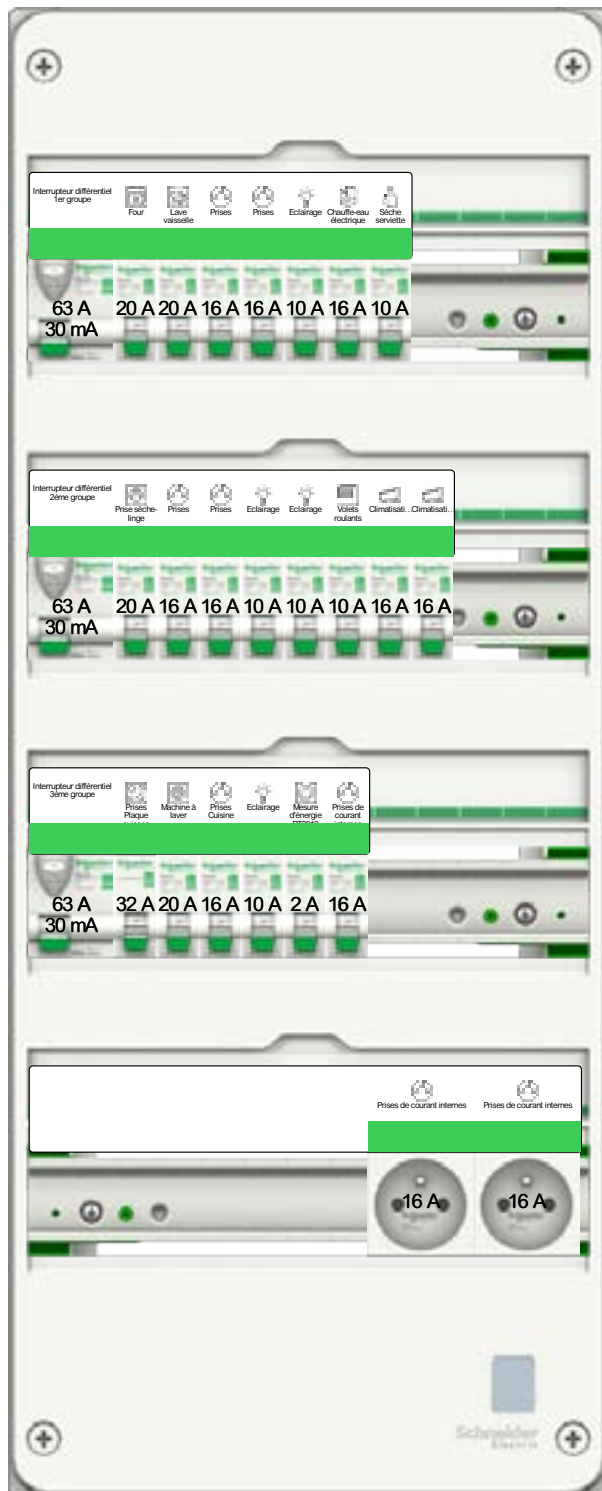 Interrupteur différentiel
1er groupe
Four
Lave
vaisselle
Prises
Prises
Eclairage
Chauffe-eau
électrique
Sèche
serviette
63 A
30 mA
20 A 20 A 16 A 16 A 10 A 16 A 10 A
Interrupteur différentiel
2ème groupe
Prise sèche-
linge
Prises
Prises
Eclairage
Eclairage
Volets
roulants
Climatisati...
Climatisati...
63 A
30 mA
20 A 16 A 16 A 10 A 10 A 10 A 16 A 16 A
Interrupteur différentiel
3ème groupe
Prises
Plaque
Machine à
laver
Prises
Cuisine
Eclairage
Mesure
d'énergie
Prises de
courant
63 A
30 mA
32 A 20 A 16 A 10 A 2 A 16 A
Prises de courant internes
Prises de courant internes
16 A
16 A
Schneider
Electric